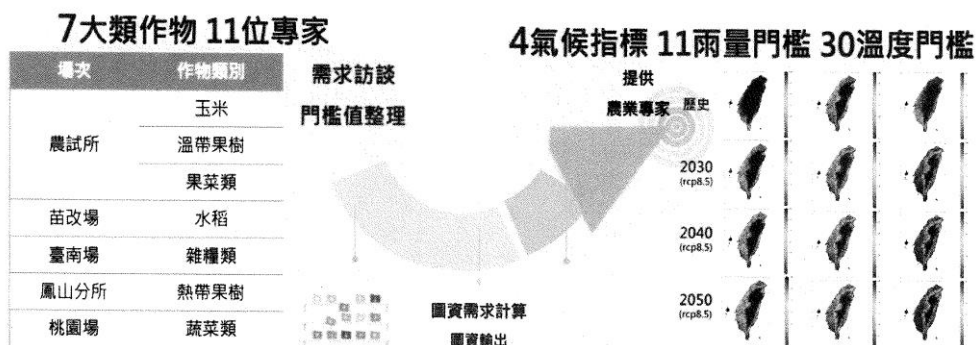 7大類作物 11位專家
場次 作物類別
農試所 玉米
溫帶果樹
果菜類
苗改場 水稻
臺南場 雜糧類
鳳山分所 熱帶果樹
桃園場 蔬菜類
需求訪談
門檻值整理
圖資需求計算
圖資輸出
4氣候指標 11雨量門檻 30溫度門檻
提供
農業專家
歷史
2030
(rcp8.5)
2040
(rcp8.5)
2050
(rcp8.5)